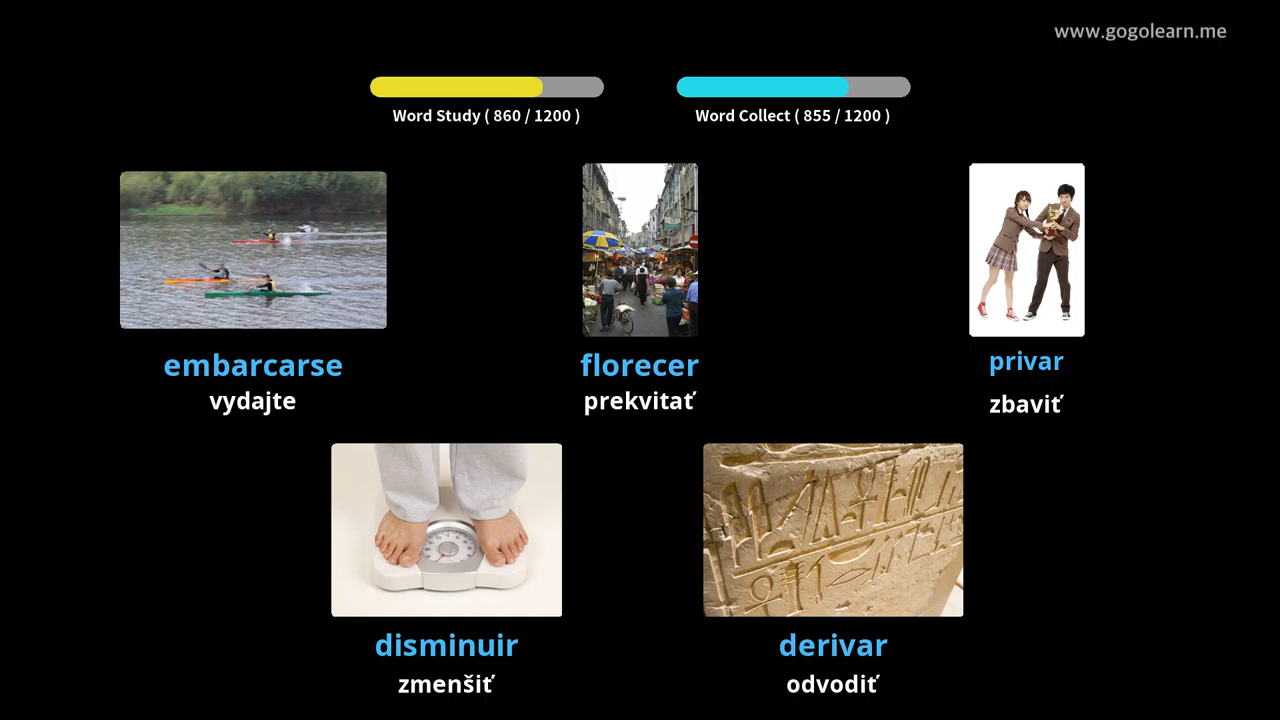 www.gogolearn.me
Word Study ( 860 / 1200 )
Word Collect ( 855 / 1200 )
embarcarse
vydajte
florecer
prekvitať
privar
zbaviť
disminuir
zmenšiť
derivar
odvodiť